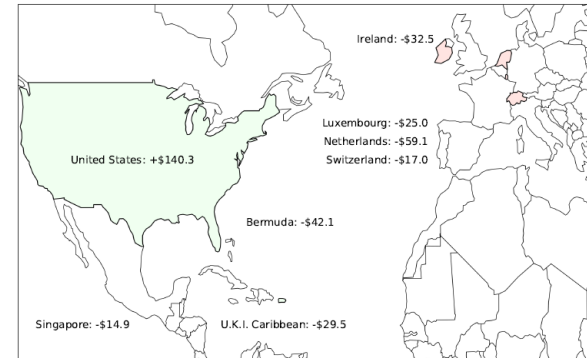 Ireland: -$32.5
Luxembourg: -$25.0
Netherlands: -$59.1
Switzerland: -$17.0
United States: +$140.3
Bermuda: -$42.1
Singapore: -$14.9
U.K.I. Caribbean: -$29.5